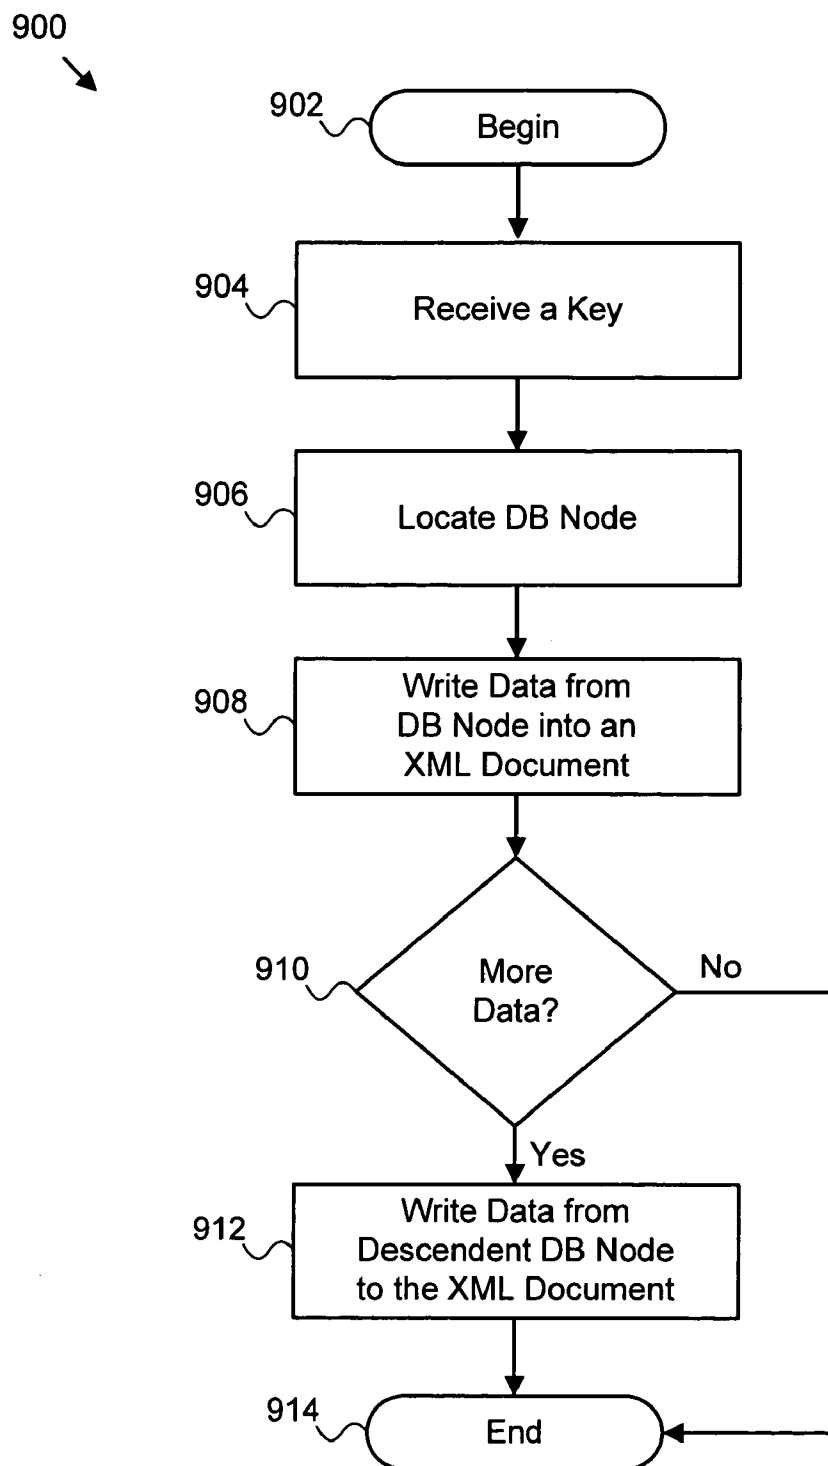 900
902
Begin
904
Receive a Key
906
Locate DB Node
908
Write Data from
DB Node into an
XML Document
910
More
Data?
No
Yes
912
Write Data from
Descendent DB Node
to the XML Document
914
End